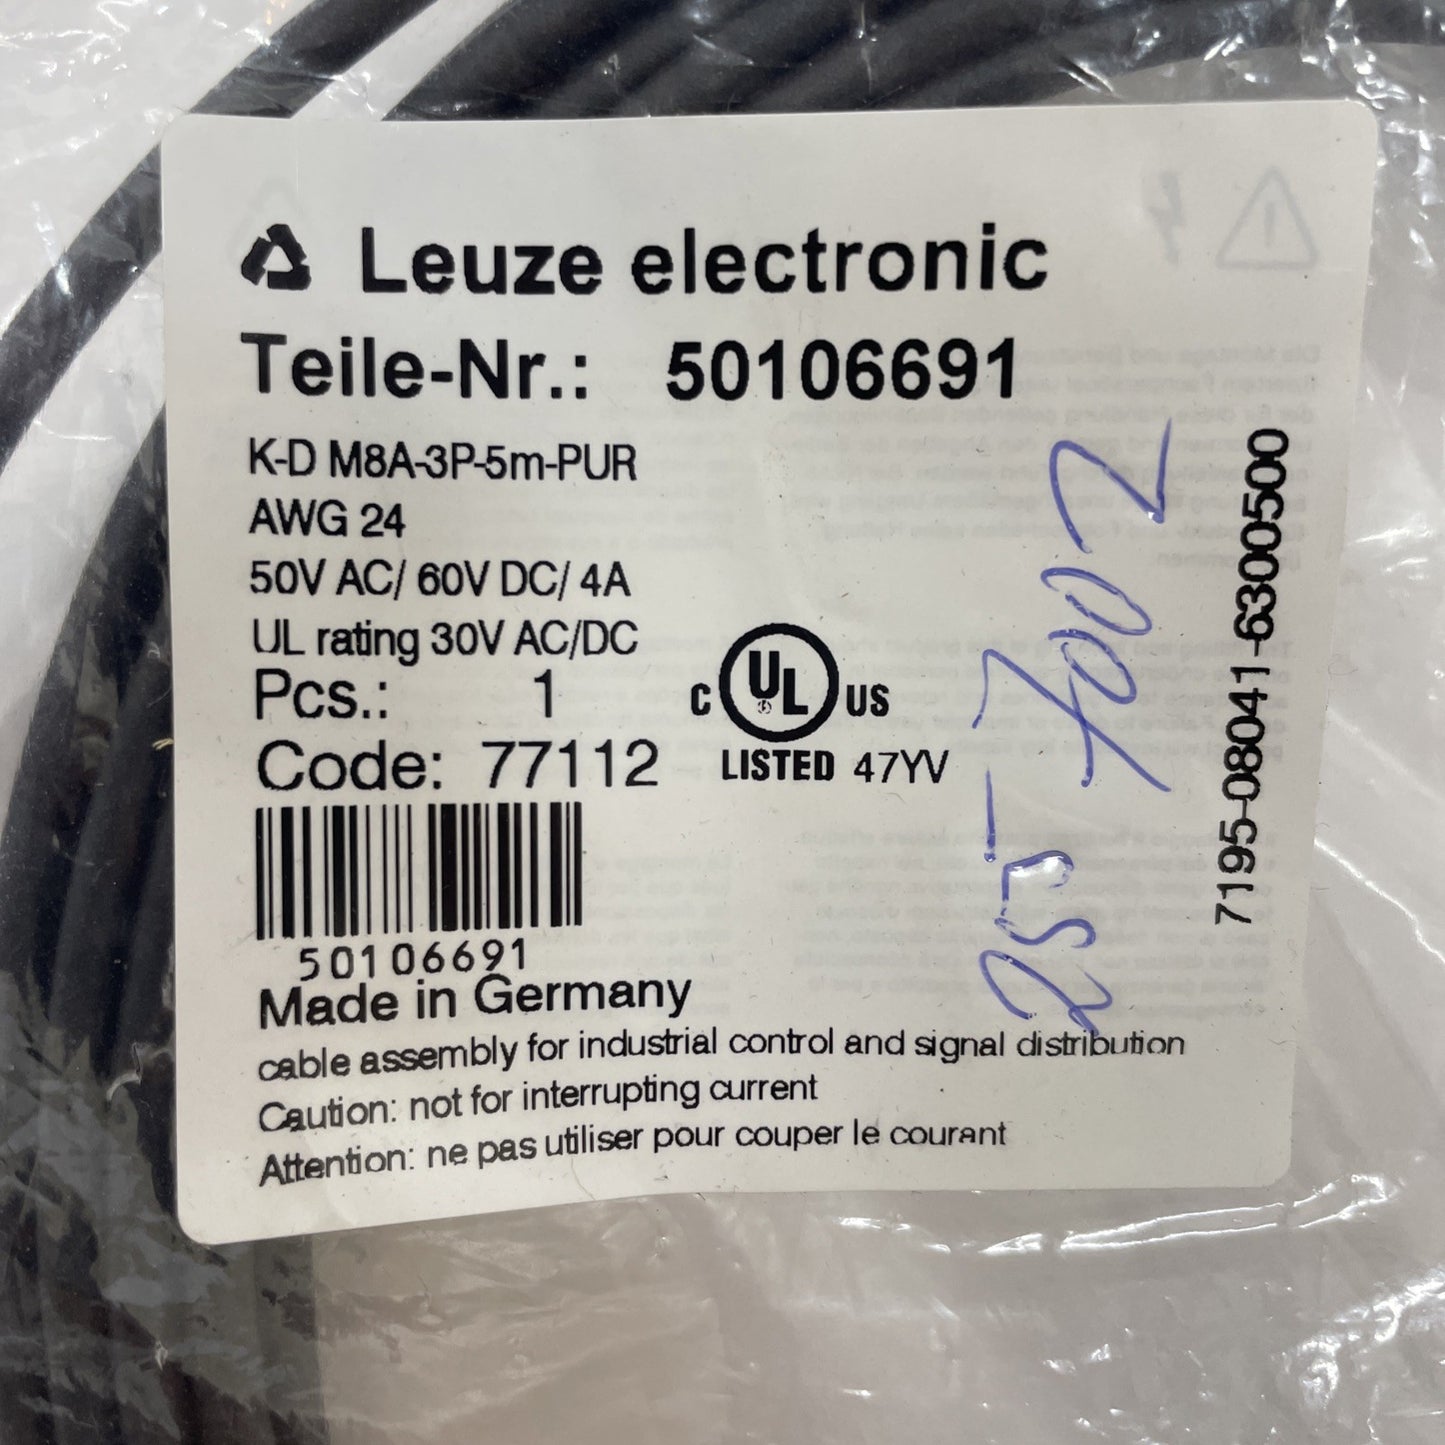 Leuze electronic
Teile-Nr.: 50106691
K-D M8A-3P-5m-PUR
AWG 24
50V AC/ 60V DC/ 4A
UL rating 30V AC/DC
Pcs.: 1
Code: 77112
C UL US
LISTED 47YV
50106691
Made in Germany
cable assembly for industrial control and signal distribution
Caution: not for interrupting current
Attention: ne pas utiliser pour couper le courant
7195-08041-6300500